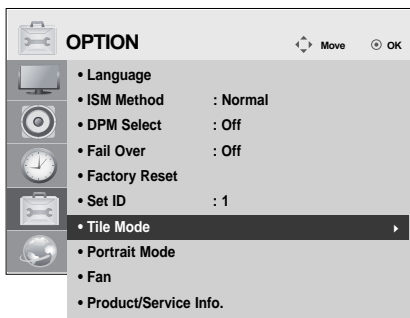 OPTION Move OK
• Language
• ISM Method : Normal
• DPM Select : Off
• Fail Over : Off
• Factory Reset
• Set ID : 1
• Tile Mode
• Portrait Mode
• Fan
• Product/Service Info.